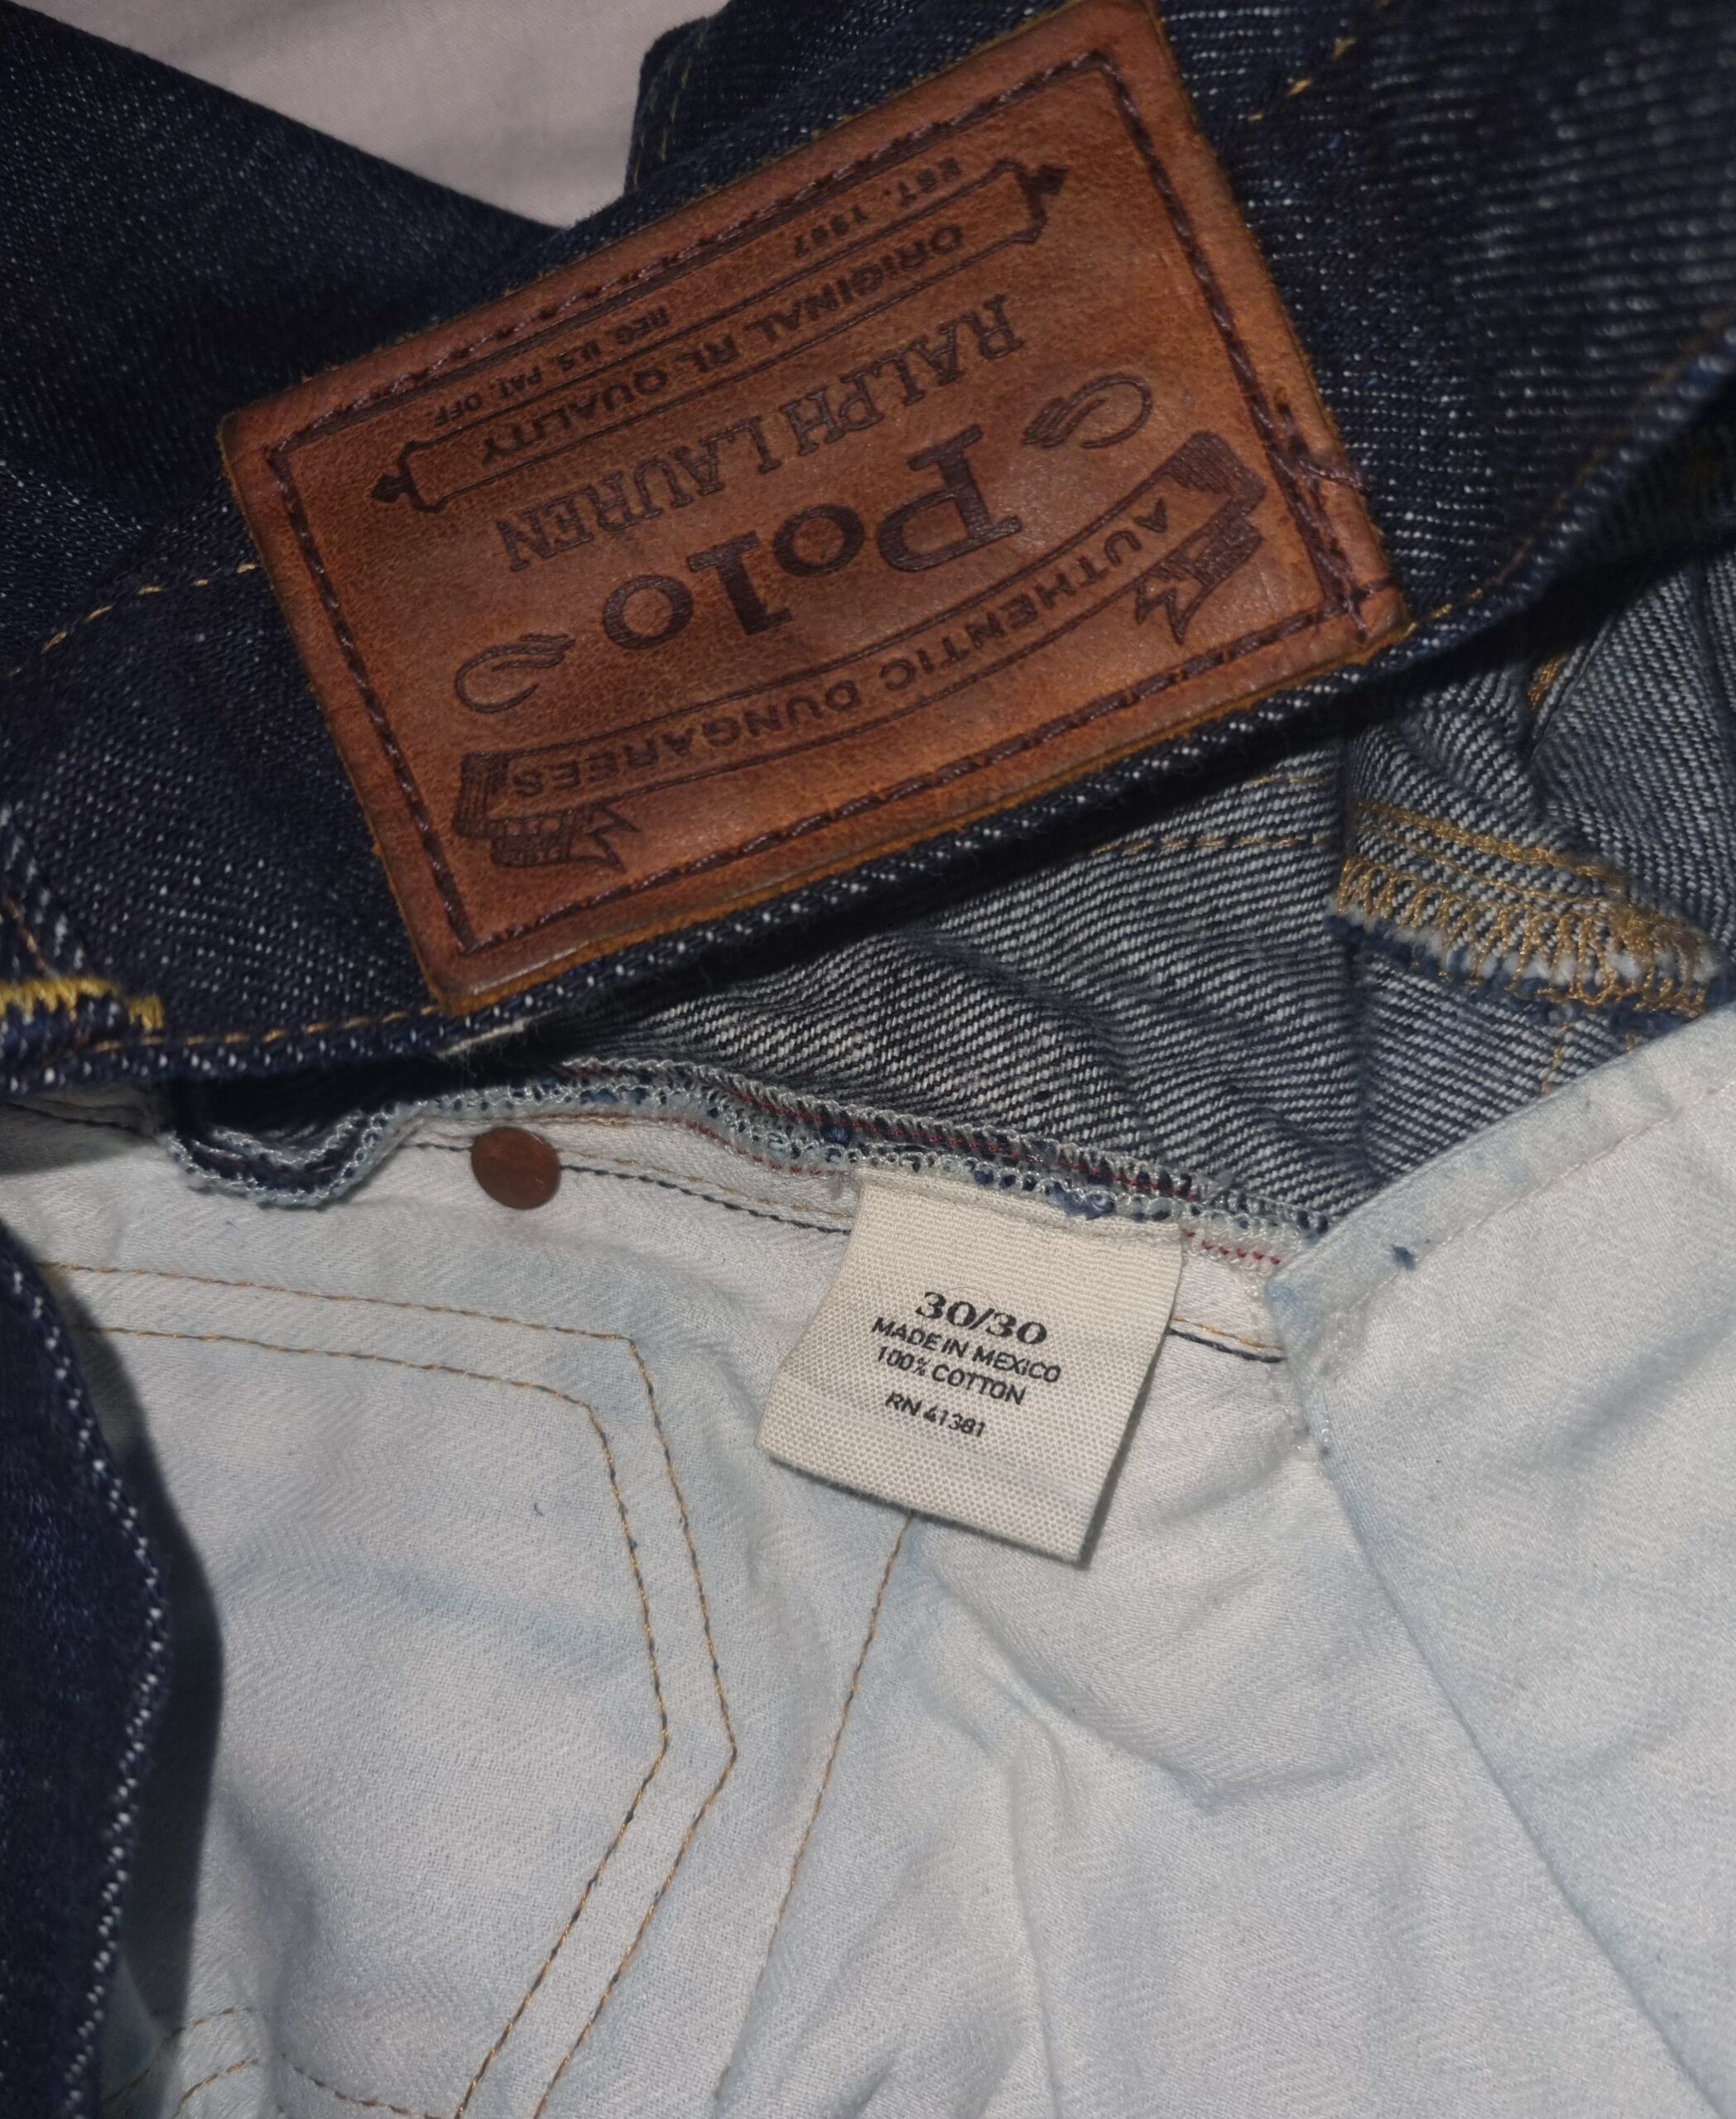 AUTHENTIC DUNGAREES
Polo
RALPH LAUREN
ORIGINAL RL QUALITY
EST. 1967 REG. U.S. PAT. OFF.
30/30
MADE IN MEXICO
100% COTTON
RN 41381